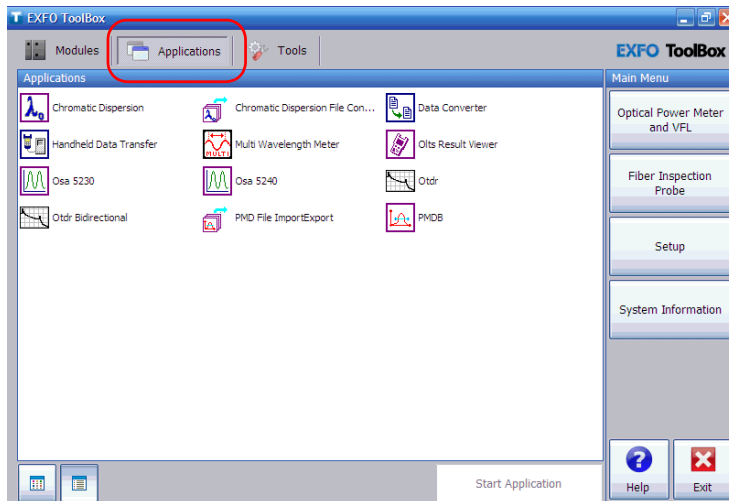 EXFO ToolBox
Modules
Applications
Tools
EXFO ToolBox
Applications
Main Menu
λ0
Chromatic Dispersion
λ
Chromatic Dispersion File Con...
Data Converter
Handheld Data Transfer
MULTI
Multi Wavelength Meter
Olts Result Viewer
Osa 5230
Osa 5240
Otdr
Otdr Bidirectional
PMD File ImportExport
PMDB
Optical Power Meter
and VFL
Fiber Inspection
Probe
Setup
System Information
Start Application
Help
Exit